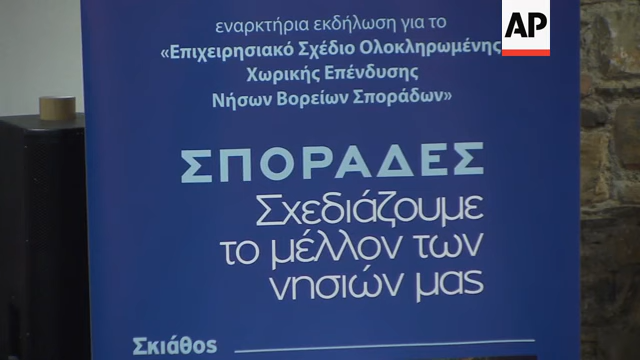 εναρκτήρια εκδήλωση για το
«Επιχειρησιακό Σχέδιο Ολοκληρωμένης
Χωρικής Επένδυσης
Νήσων Βορείων Σποράδων»
AP
ΣΠΟΡΑΔΕΣ
Σχεδιάζουμε
το μέλλον των
νησιών μας
Σκιάθος